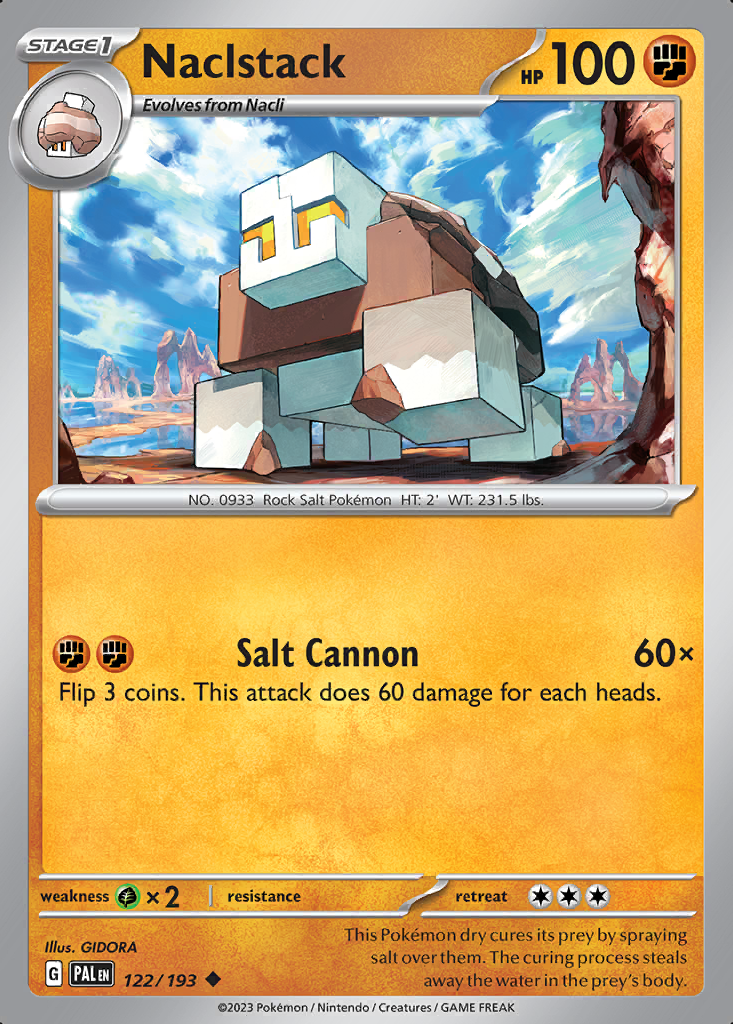 STAGE1
Naclstack
HP 100
Evolves from Nacli
NO. 0933 Rock Salt Pokémon HT: 2' WT: 231.5 lbs.
Salt Cannon 60×
Flip 3 coins. This attack does 60 damage for each heads.
weakness ×2 resistance retreat
Illus. GIDORA
This Pokémon dry cures its prey by spraying
salt over them. The curing process steals
away the water in the prey's body.
G PAL EN 122/193
©2023 Pokémon / Nintendo / Creatures / GAME FREAK